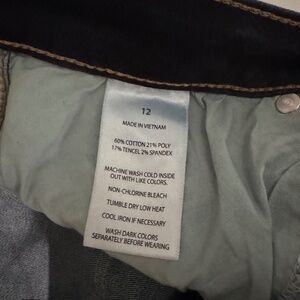 12
MADE IN VIETNAM
60% COTTON 21% POLY
17% TENCEL 2% SPANDEX
MACHINE WASH COLD INSIDE
OUT WITH LIKE COLORS.
NON-CHLORINE BLEACH
TUMBLE DRY LOW HEAT
COOL IRON IF NECESSARY
WASH DARK COLORS
SEPARATELY BEFORE WEARING